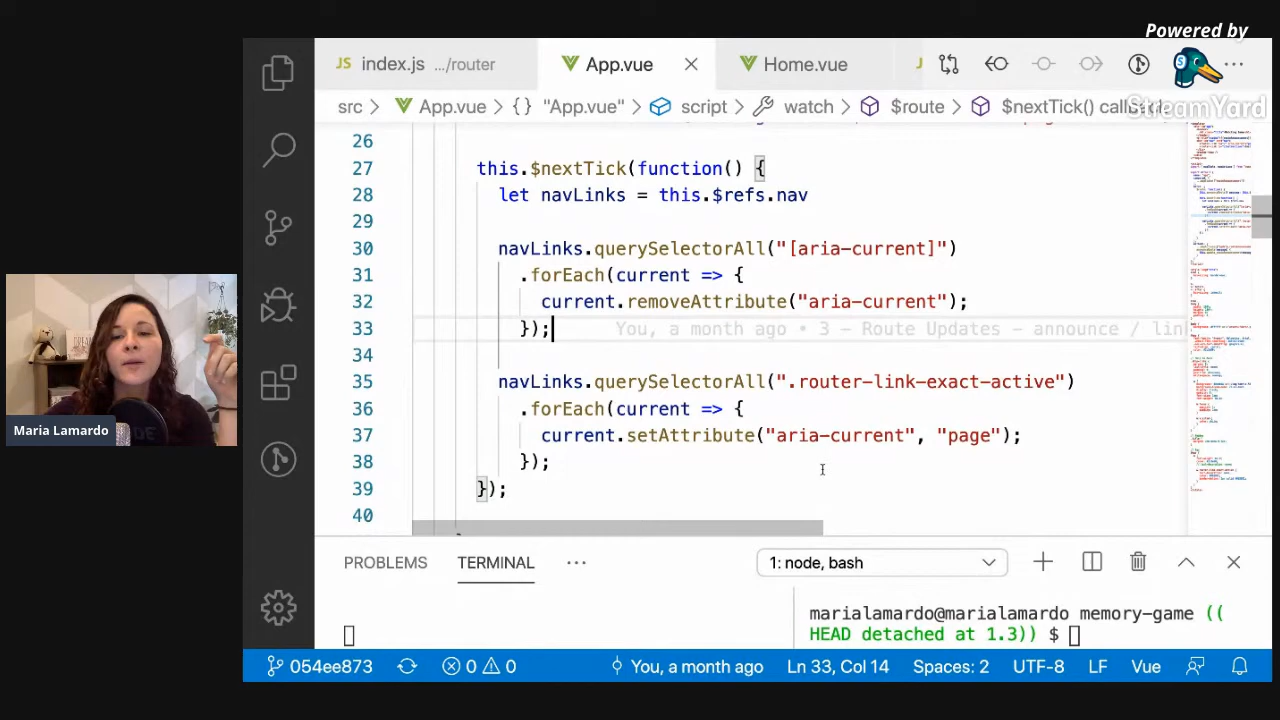 Powered by
StreamYard
JS index.js .../router
App.vue
Home.vue
src > App.vue > {} "App.vue" > script > watch > $route > $nextTick() callb
26
27 this.$nextTick(function() {
28 let navLinks = this.$refs.nav
29
30 navLinks.querySelectorAll("[aria-current]")
31 .forEach(current => {
32 current.removeAttribute("aria-current");
33 }); You, a month ago • Route Updates – announce / lin
34
35 navLinks.querySelectorAll(".router-link-exact-active")
36 .forEach(current => {
37 current.setAttribute("aria-current", "page");
38 });
39 });
40
Maria Lamardo
PROBLEMS TERMINAL ... 1: node, bash
marialamardo@marialamardo memory-game ((
HEAD detached at 1.3)) $
054ee873 0 0 You, a month ago Ln 33, Col 14 Spaces: 2 UTF-8 LF Vue